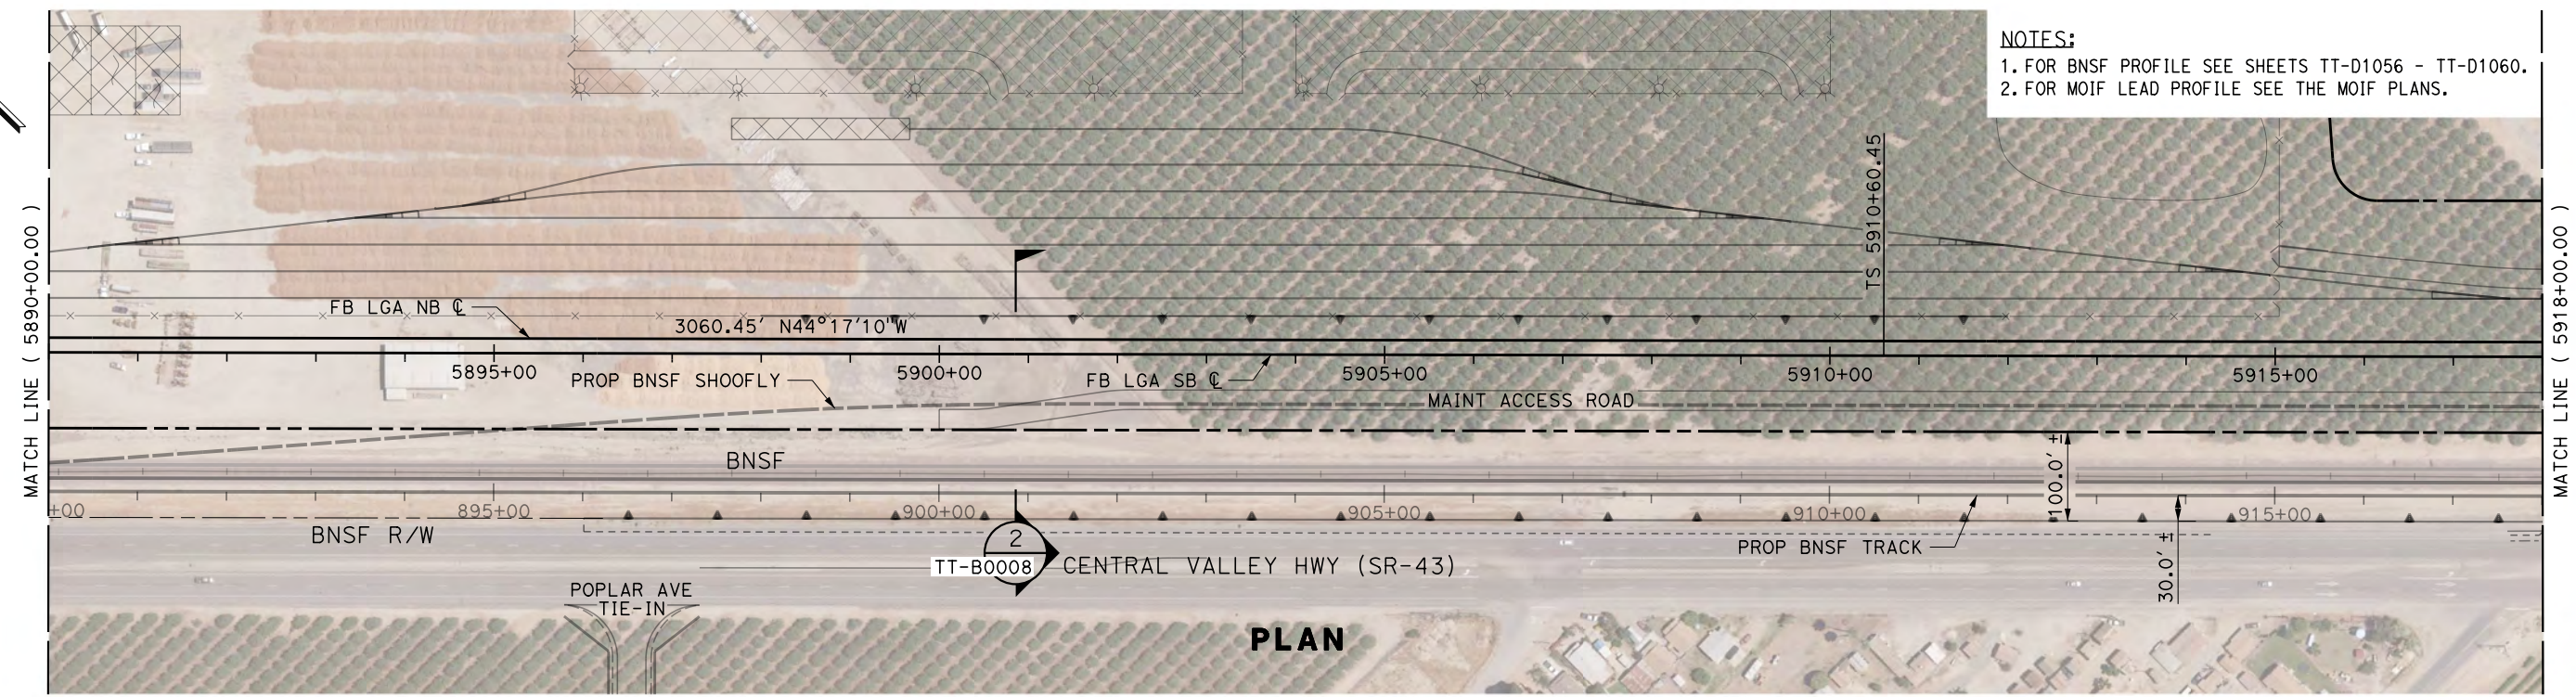 NOTES:
1. FOR BNSF PROFILE SEE SHEETS TT-D1056 - TT-D1060.
2. FOR MOIF LEAD PROFILE SEE THE MOIF PLANS.
MATCH LINE ( 5890+00.00 )
TS 5910+60.45
MATCH LINE ( 5918+00.00 )
FB LGA NB ℄
3060.45' N44°17'10"W
5895+00
5900+00
5905+00
5910+00
5915+00
PROP BNSF SHOOFLY
FB LGA SB ℄
MAINT ACCESS ROAD
BNSF
100.0' ±
+00
895+00
900+00
905+00
910+00
915+00
BNSF R/W
2
TT-B0008
CENTRAL VALLEY HWY (SR-43)
PROP BNSF TRACK
30.0' ±
POPLAR AVE
TIE-IN
PLAN